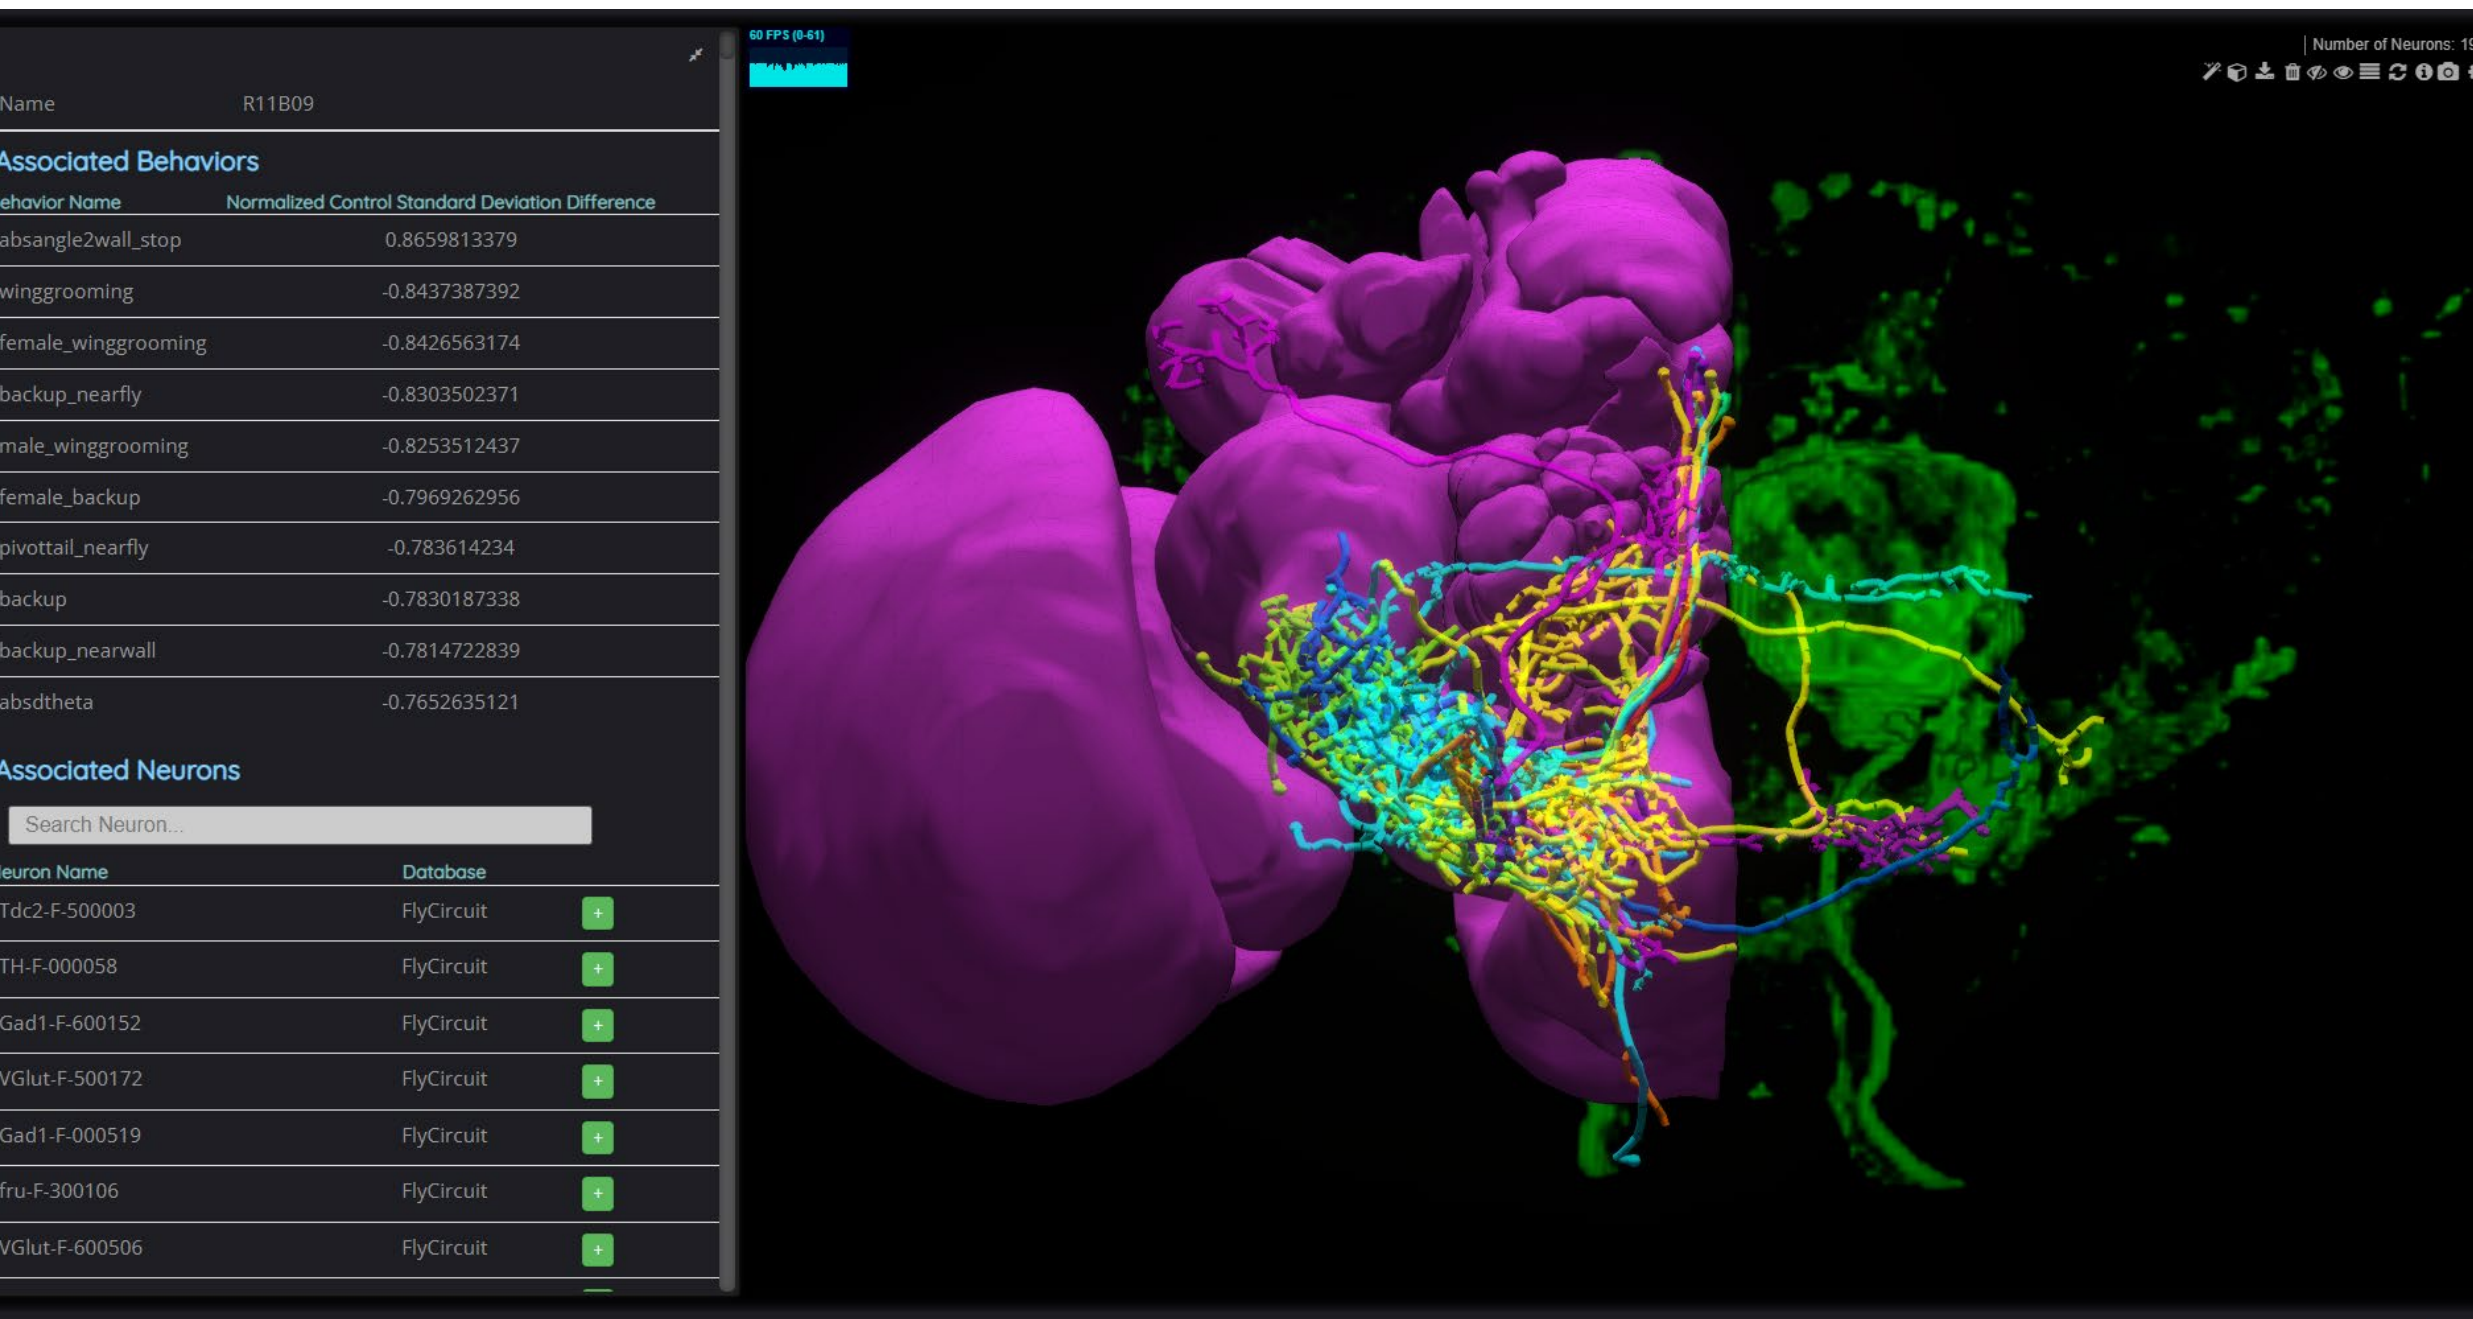 60 FPS (0-61)
Number of Neurons: 19
Name R11B09
Associated Behaviors
ehavior Name Normalized Control Standard Deviation Difference
absangle2wall_stop 0.8659813379
winggrooming -0.8437387392
female_winggrooming -0.8426563174
backup_nearfly -0.8303502371
male_winggrooming -0.8253512437
female_backup -0.7969262956
pivottail_nearfly -0.783614234
backup -0.7830187338
backup_nearwall -0.7814722839
absdtheta -0.7652635121
Associated Neurons
Search Neuron...
euron Name Database
Tdc2-F-500003 FlyCircuit +
TH-F-000058 FlyCircuit +
Gad1-F-600152 FlyCircuit +
VGlut-F-500172 FlyCircuit +
Gad1-F-000519 FlyCircuit +
fru-F-300106 FlyCircuit +
VGlut-F-600506 FlyCircuit +